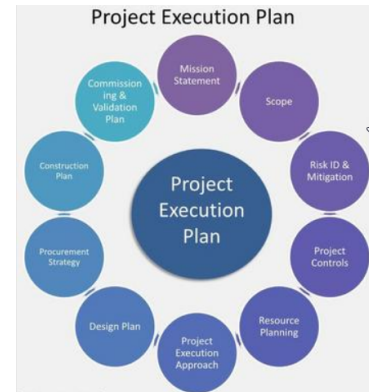 Project Execution Plan
Mission
Statement
Scope
Risk ID &
Mitigation
Project
Controls
Resource
Planning
Project
Execution
Approach
Design Plan
Procurement
Strategy
Construction
Plan
Commission
ing &
Validation
Plan
Project
Execution
Plan